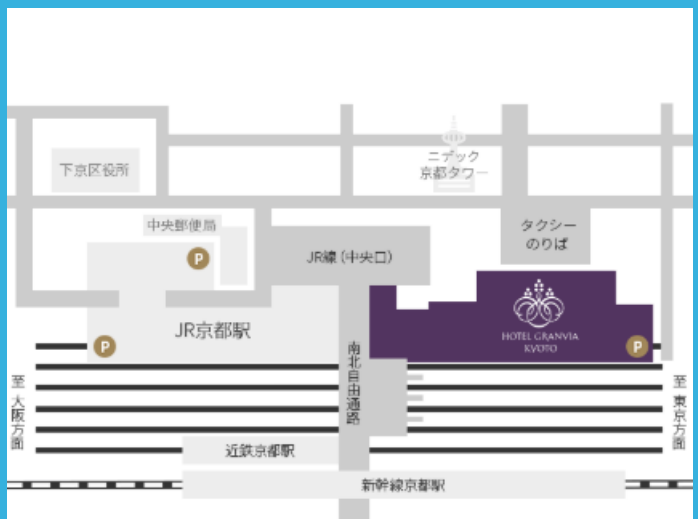 ニデック
京都タワー
下京区役所
中央郵便局
タクシー
のりば
JR線(中央口)
P
JR京都駅
HOTEL GRANVIA
KYOTO
P
P
南北自由通路
至 大阪方面
至 東京方面
近鉄京都駅
新幹線京都駅